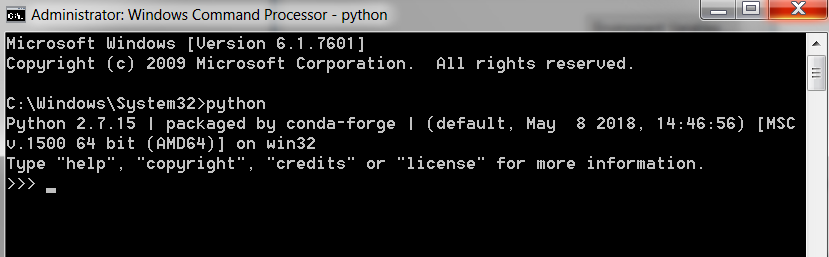 Administrator: Windows Command Processor - python
Microsoft Windows [Version 6.1.7601]
Copyright (c) 2009 Microsoft Corporation.  All rights reserved.
C:\Windows\System32>python
Python 2.7.15 | packaged by conda-forge | (default, May  8 2018, 14:46:56) [MSC
v.1500 64 bit (AMD64)] on win32
Type "help", "copyright", "credits" or "license" for more information.
>>> _